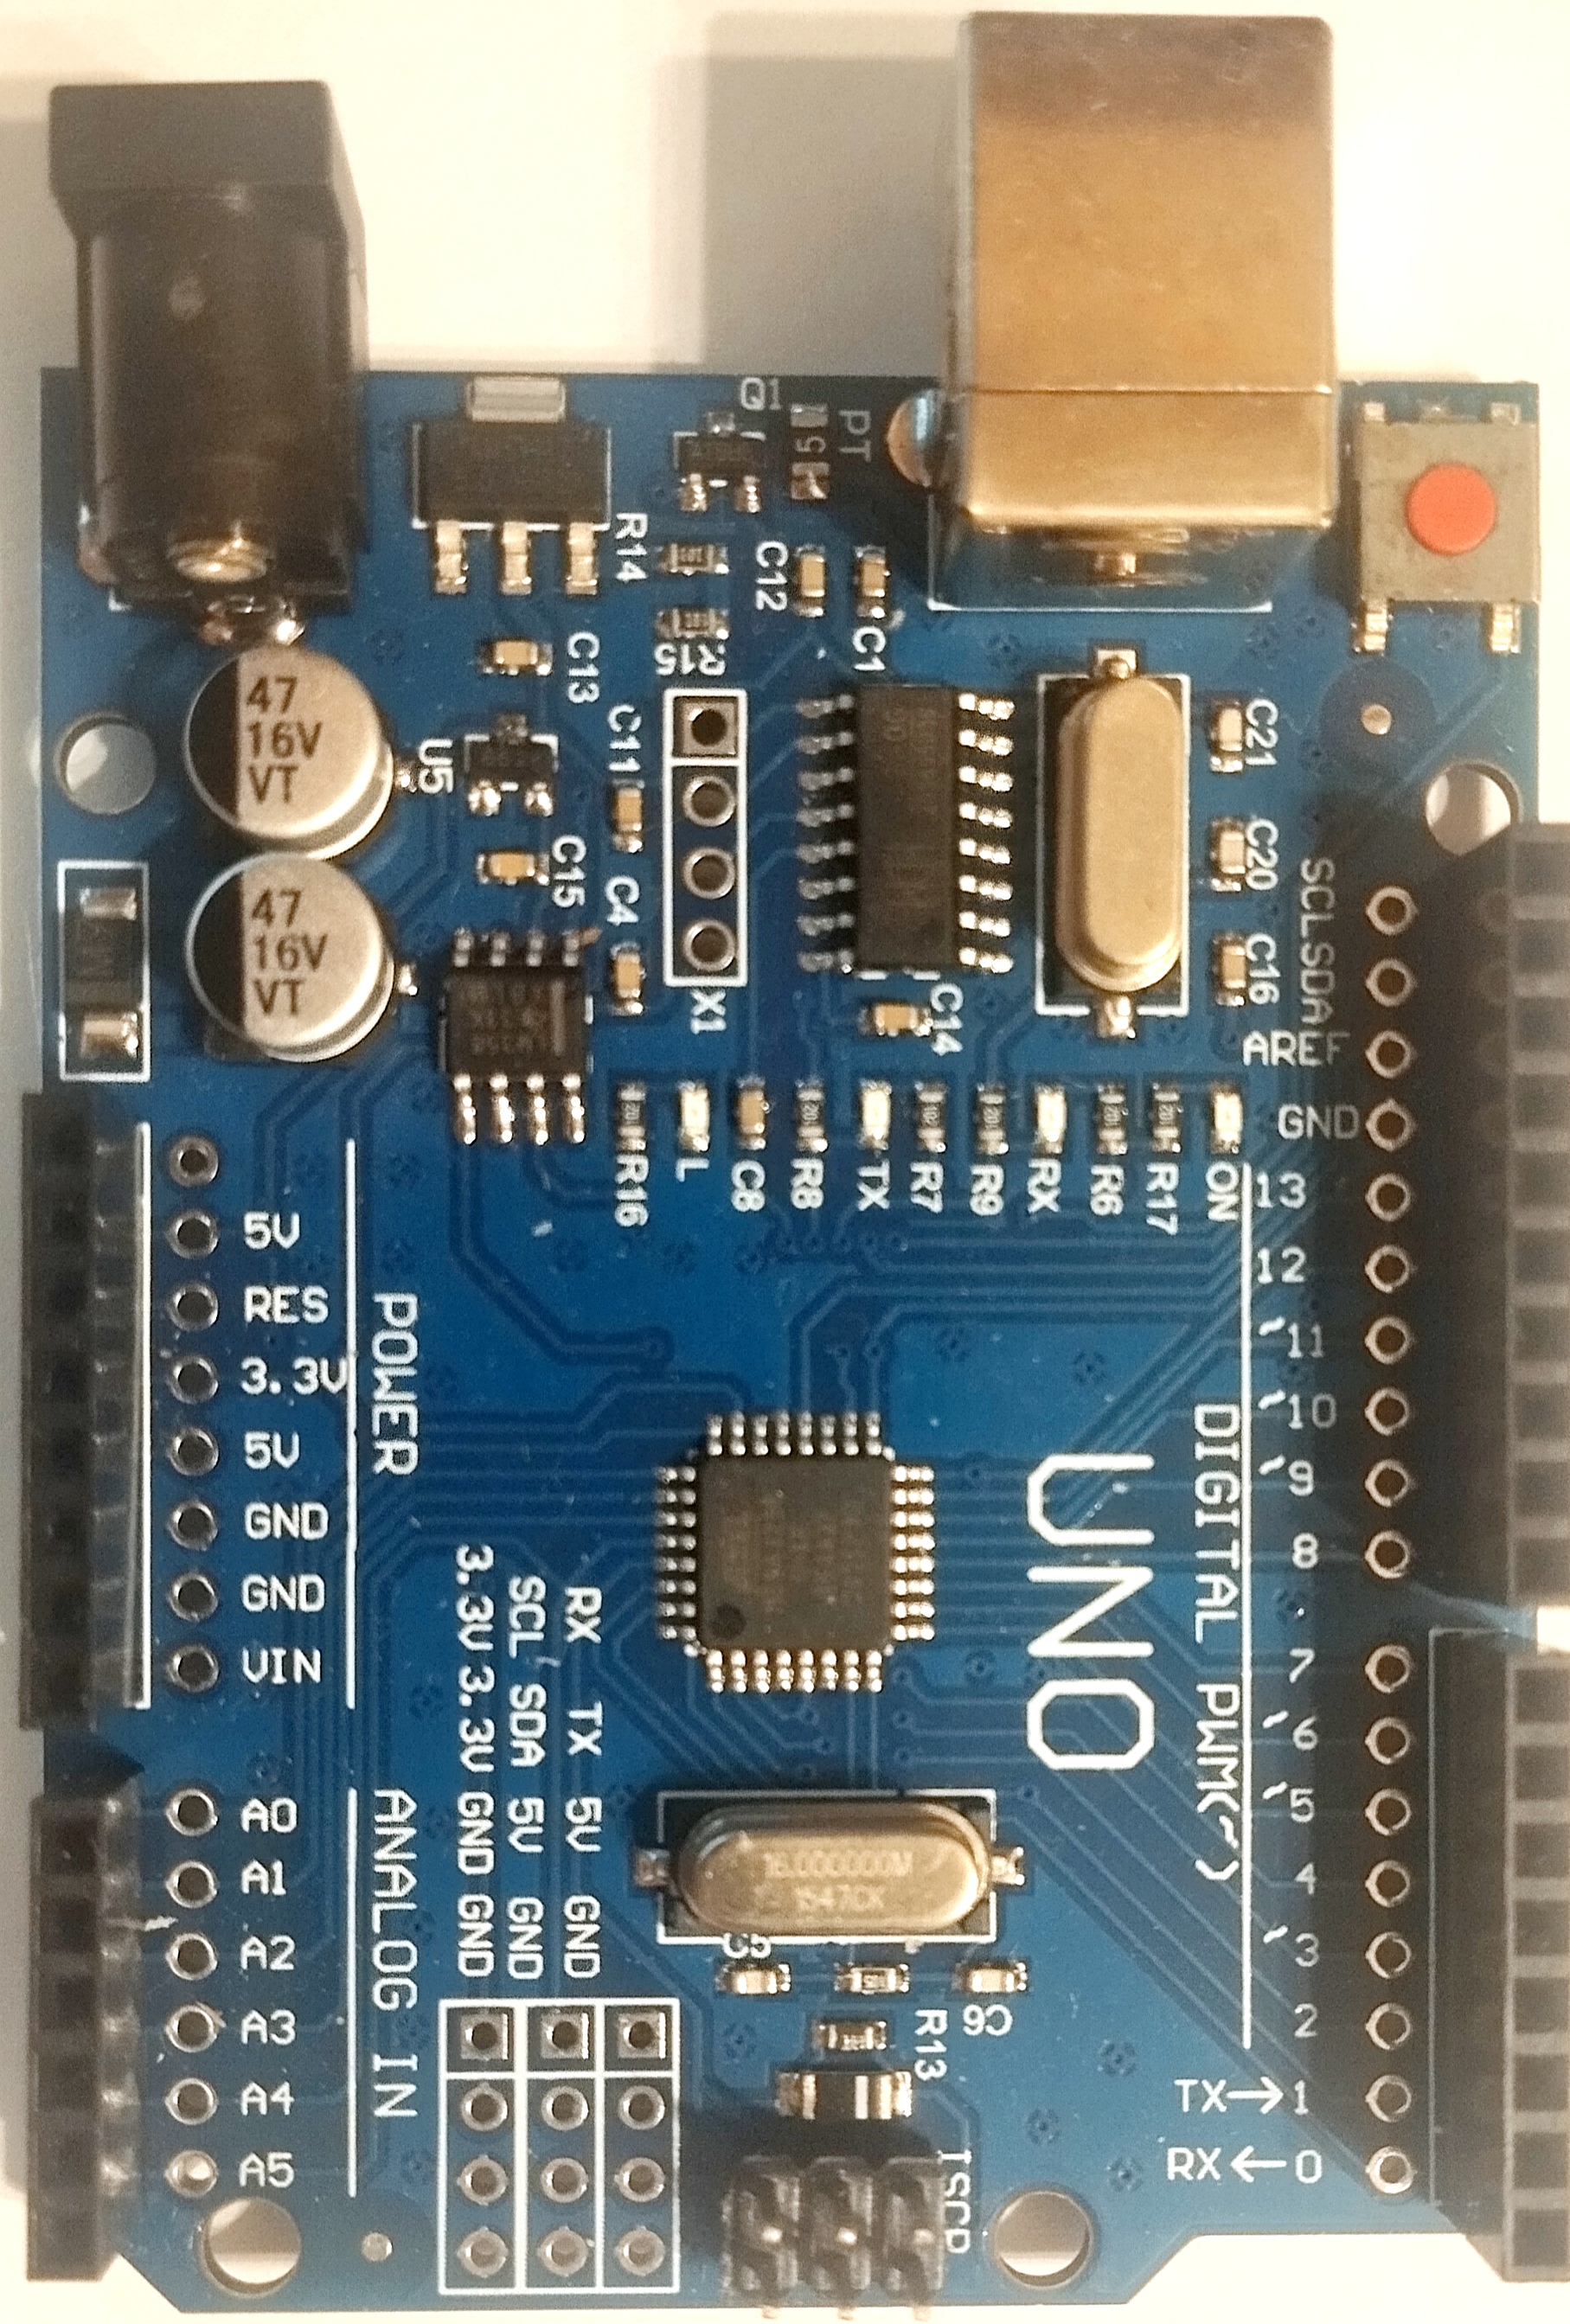 Q1
PT
R14
C12
C1
R15
C13
47
16V
VT
U5
C11
C21
C15
C4
C20
47
16V
VT
C16
X1
C14
SCL
SDA
AREF
GND
R16
L
C8
R8
TX
R7
R9
RX
R6
R17
ON
13
12
~11
~10
~9
8
7
~6
~5
4
~3
2
TX→1
RX←0
DIGITAL PWM(~)
UNO
5V
RES
3.3V
5V
GND
GND
VIN
POWER
A0
A1
A2
A3
A4
A5
ANALOG IN
RX TX 5V GND
SCL SDA 5V GND
3.3V 3.3V GND GND
16.000000M
C5
C6
R13
ICSP